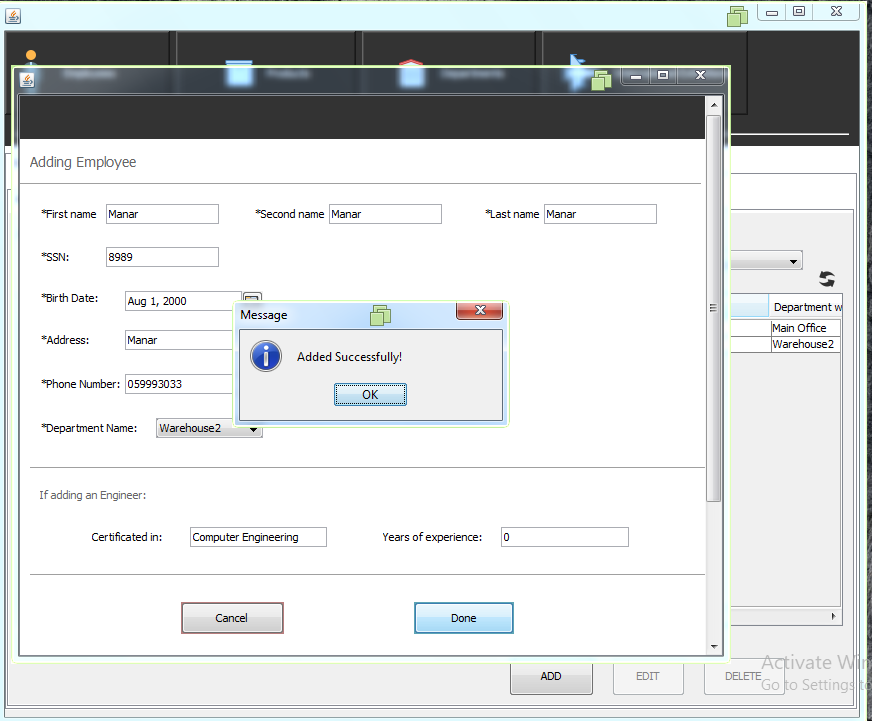 Employees Products Departments
Adding Employee
*First name Manar *Second name Manar *Last name Manar
*SSN: 8989
*Birth Date: Aug 1, 2000
Message
Department w
*Address: Manar
Added Successfully!
Main Office
Warehouse2
*Phone Number: 059993033
OK
*Department Name: Warehouse2
If adding an Engineer:
Certificated in: Computer Engineering Years of experience: 0
Cancel Done
Activate Win
ADD EDIT DELETE
Go to Settings to